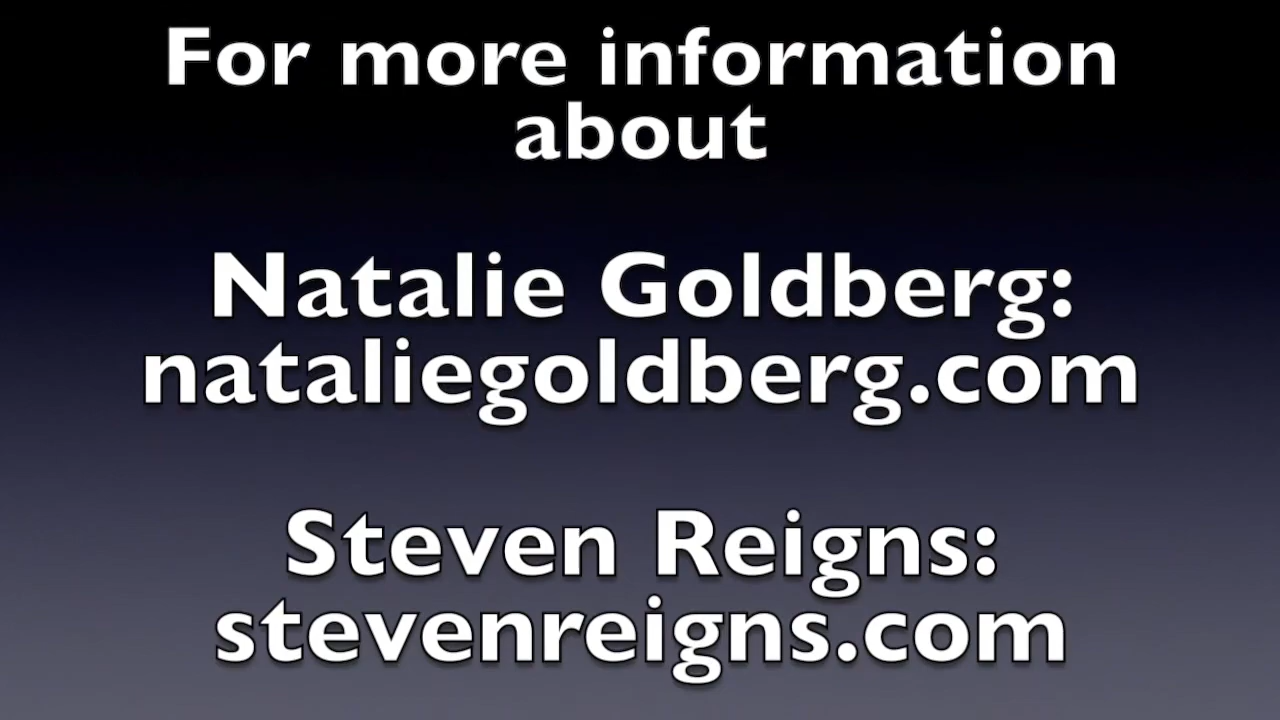 For more information
about
Natalie Goldberg:
nataliegoldberg.com
Steven Reigns:
stevenreigns.com